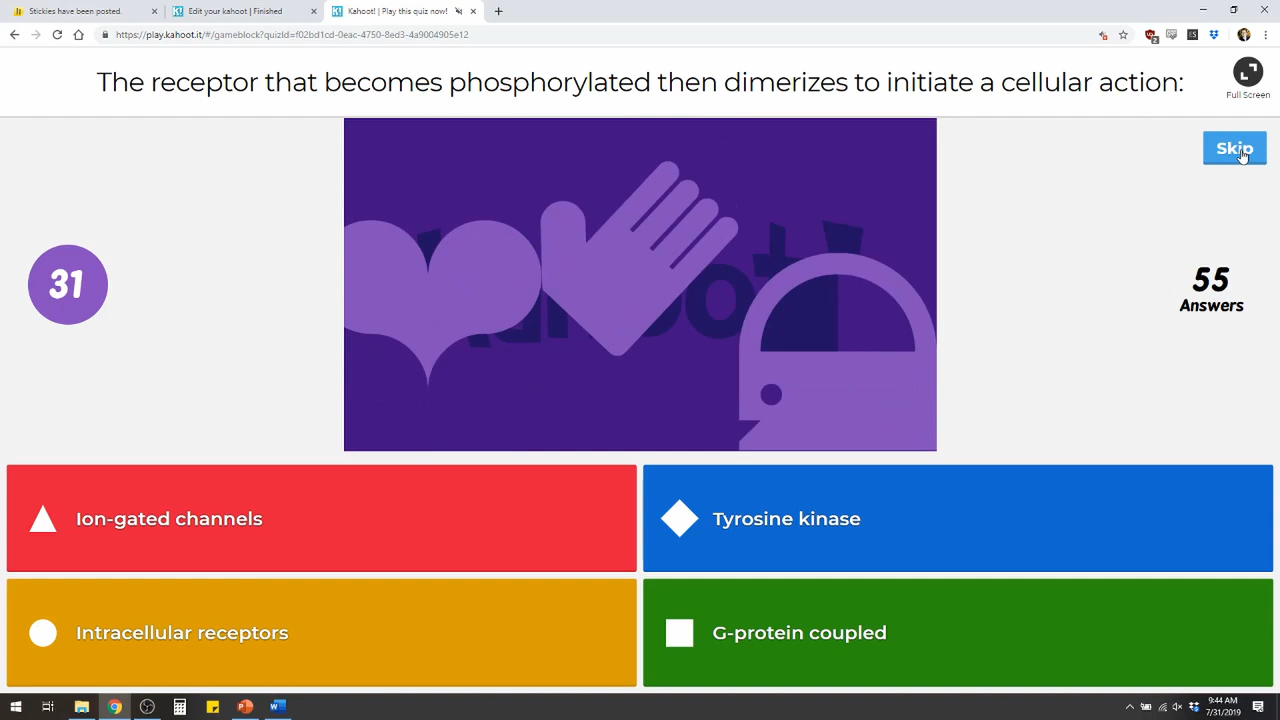 Stickies have been posted.
Edit your kahoot | Finished
Kahoot! | Play this quiz now!
https://play.kahoot.it/#/gameblock?quizId=f02bd1cd-0eac-4750-8ed3-4a9004905e12
The receptor that becomes phosphorylated then dimerizes to initiate a cellular action:
Full Screen
Skip
31
55
Answers
Ion-gated channels
Tyrosine kinase
Intracellular receptors
G-protein coupled
9:44 AM
7/31/2019